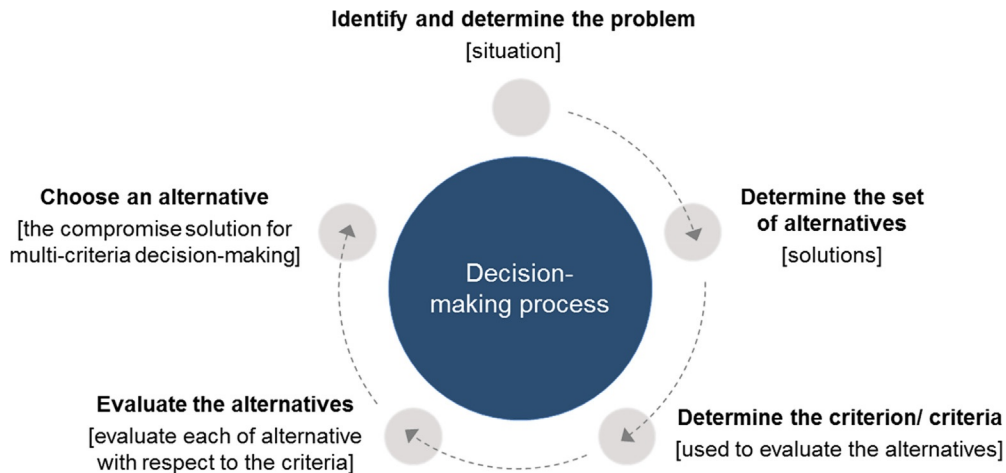 Identify and determine the problem
[situation]
Determine the set
of alternatives
[solutions]
Determine the criterion/ criteria
[used to evaluate the alternatives]
Evaluate the alternatives
[evaluate each of alternative
with respect to the criteria]
Choose an alternative
[the compromise solution for
multi-criteria decision-making]
Decision-
making process